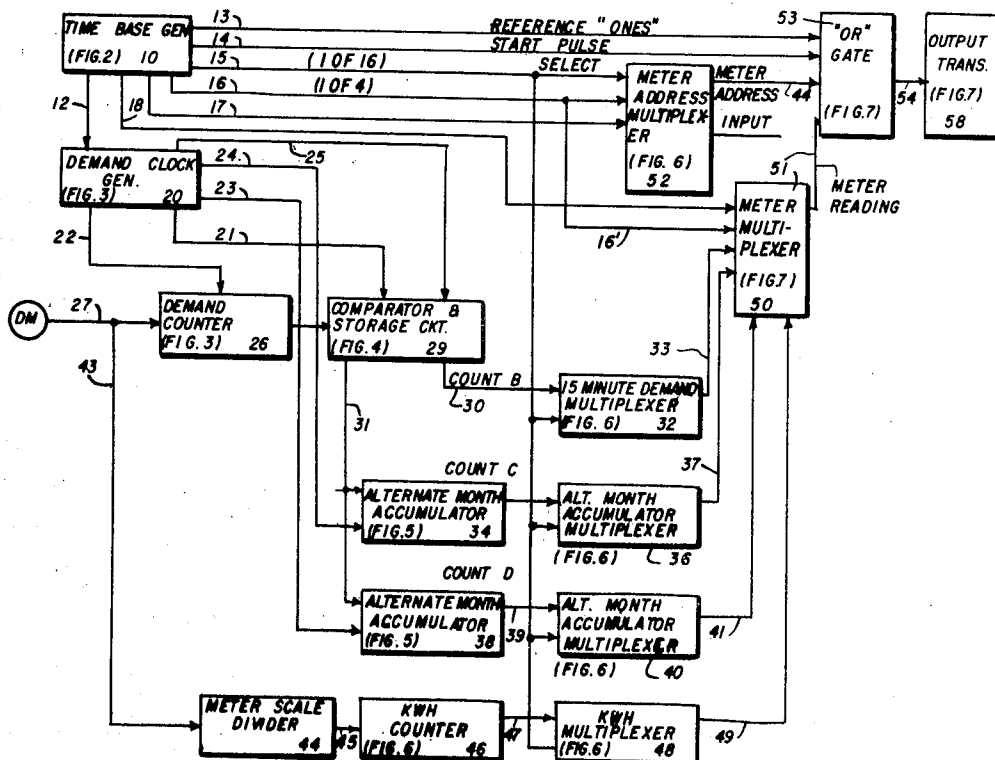 13
REFERENCE "ONES"
53
TIME BASE GEN
14
START PULSE
"OR"
GATE
OUTPUT
TRANS.
(FIG.2) 10
15
(1 OF 16)
SELECT
METER
ADDRESS
MULTIPLEX-
ER
METER
ADDRESS
44
16
(1 OF 4)
54
(FIG.7)
12
18
17
INPUT
(FIG.7)
58
25
(FIG. 6)
52
DEMAND CLOCK
GEN.
(FIG.3) 20
24
23
51
METER
READING
METER
MULTI-
PLEXER
(FIG.7)
50
22
21
16'
DM
27
DEMAND
COUNTER
(FIG.3) 26
COMPARATOR 8
STORAGE CKT.
(FIG.4) 29
33
43
COUNT B
30
15 MINUTE DEMAND
MULTIPLEXER
(FIG. 6) 32
31
37
COUNT C
ALTERNATE MONTH
ACCUMULATOR
(FIG.5) 34
ALT. MONTH
ACCUMULATOR
MULTIPLEXER
(FIG.6) 36
COUNT D
ALTERNATE MONTH
ACCUMULATOR
(FIG.5) 38
39
ALT. MONTH
ACCUMULATOR
MULTIPLEXER
(FIG.6) 40
41
METER SCALE
DIVIDER
44
45
KWH
COUNTER
(FIG.6) 46
47
KWH
MULTIPLEXER
(FIG.6) 48
49